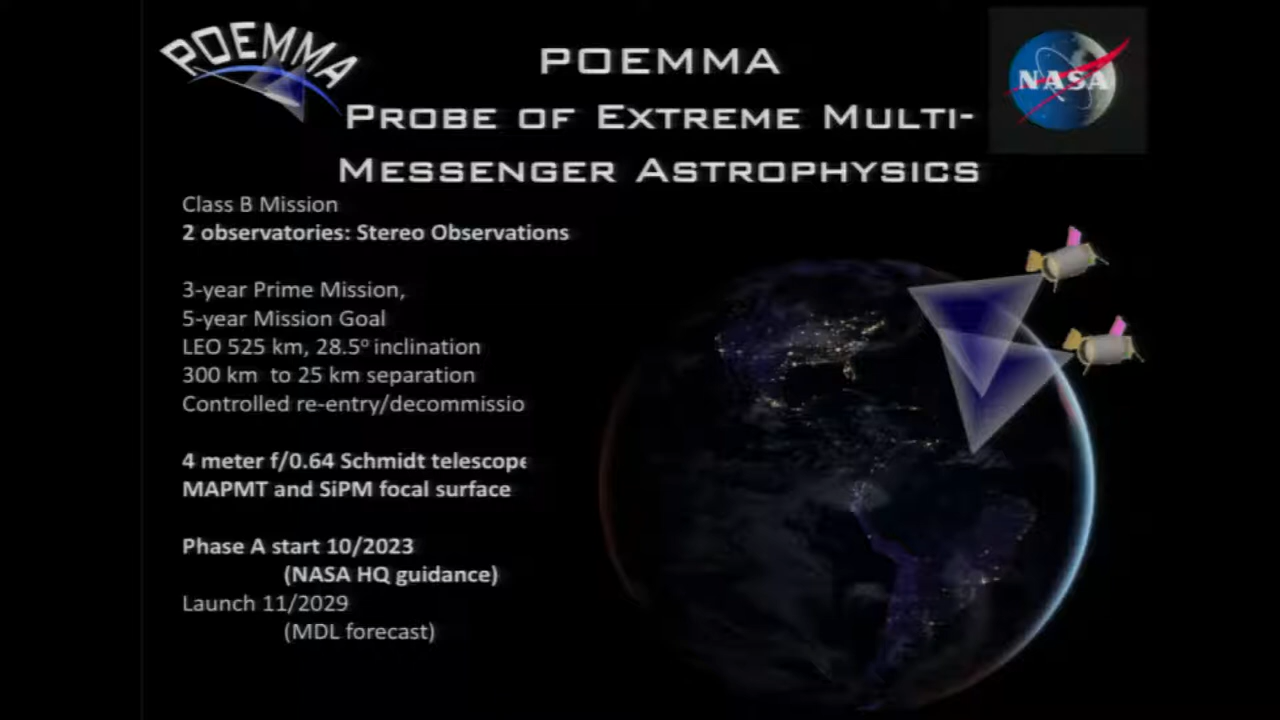 POEMMA
POEMMA
PROBE OF EXTREME MULTI-
MESSENGER ASTROPHYSICS
NASA
Class B Mission
2 observatories: Stereo Observations
3-year Prime Mission,
5-year Mission Goal
LEO 525 km, 28.5º inclination
300 km to 25 km separation
Controlled re-entry/decommissio
4 meter f/0.64 Schmidt telescope
MAPMT and SiPM focal surface
Phase A start 10/2023
(NASA HQ guidance)
Launch 11/2029
(MDL forecast)